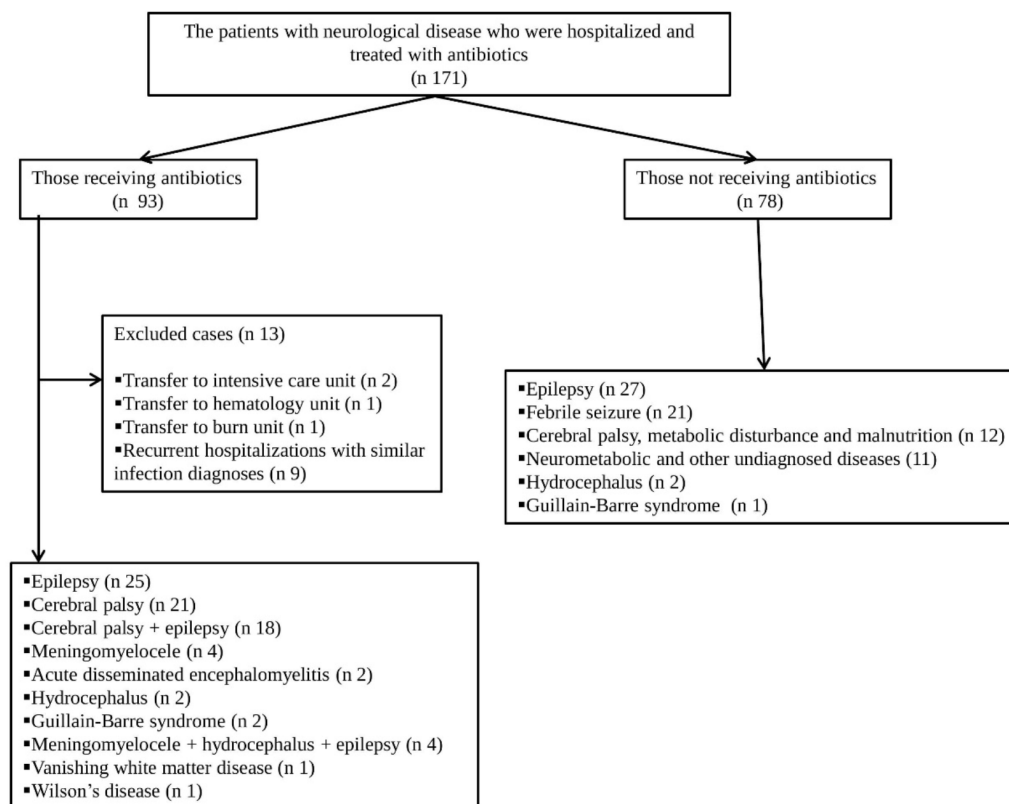 The patients with neurological disease who were hospitalized and
treated with antibiotics
(n 171)
Those receiving antibiotics
(n 93)
Those not receiving antibiotics
(n 78)
Excluded cases (n 13)
▪Transfer to intensive care unit (n 2)
▪Transfer to hematology unit (n 1)
▪Transfer to burn unit (n 1)
▪Recurrent hospitalizations with similar
infection diagnoses (n 9)
▪Epilepsy (n 27)
▪Febrile seizure (n 21)
▪Cerebral palsy, metabolic disturbance and malnutrition (n 12)
▪Neurometabolic and other undiagnosed diseases (11)
▪Hydrocephalus (n 2)
▪Guillain-Barre syndrome (n 1)
▪Epilepsy (n 25)
▪Cerebral palsy (n 21)
▪Cerebral palsy + epilepsy (n 18)
▪Meningomyelocele (n 4)
▪Acute disseminated encephalomyelitis (n 2)
▪Hydrocephalus (n 2)
▪Guillain-Barre syndrome (n 2)
▪Meningomyelocele + hydrocephalus + epilepsy (n 4)
▪Vanishing white matter disease (n 1)
▪Wilson's disease (n 1)